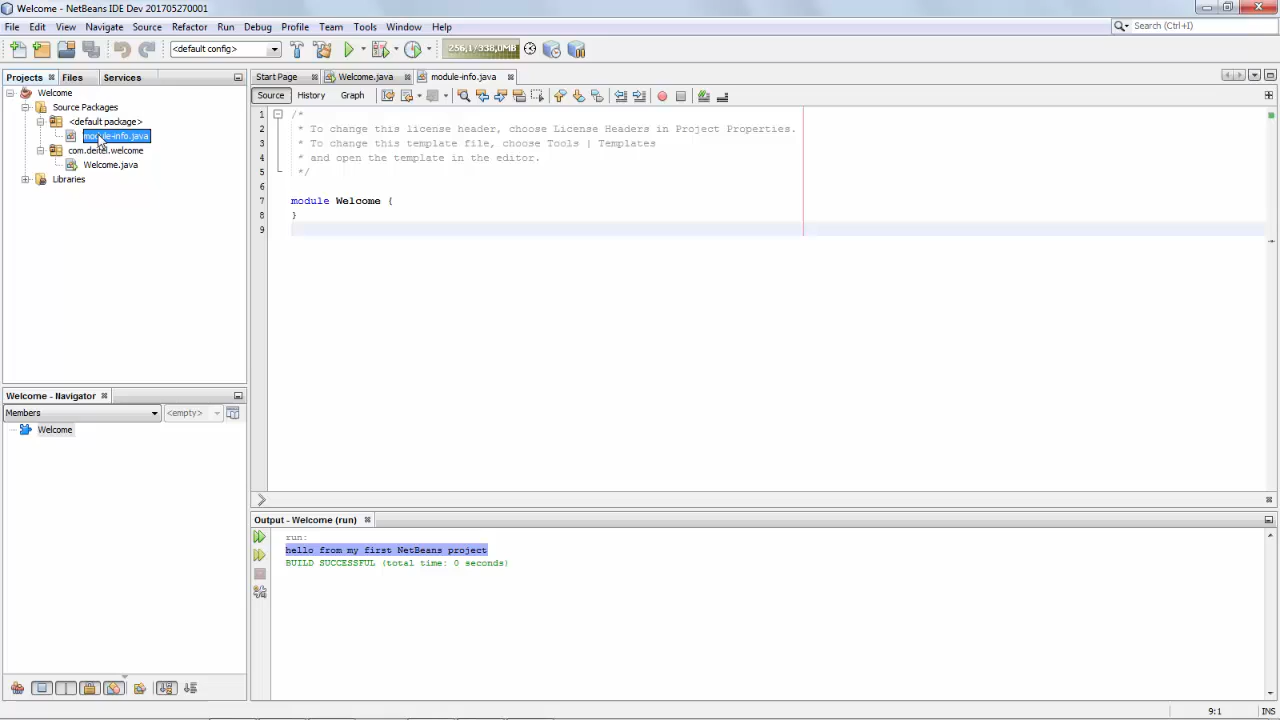 Welcome - NetBeans IDE Dev 201705270001
File Edit View Navigate Source Refactor Run Debug Profile Team Tools Window Help
Search (Ctrl+I)
<default config>
256,1/338,0MB
Projects Files Services
Welcome
Source Packages
<default package>
module-info.java
com.deitel.welcome
Welcome.java
Libraries
Start Page Welcome.java module-info.java
Source History Graph
1 /*
2 * To change this license header, choose License Headers in Project Properties.
3 * To change this template file, choose Tools | Templates
4 * and open the template in the editor.
5 */
6
7 module Welcome {
8 }
9
Welcome - Navigator
Members <empty>
Welcome
Output - Welcome (run)
run:
hello from my first NetBeans project
BUILD SUCCESSFUL (total time: 0 seconds)
9:1 INS